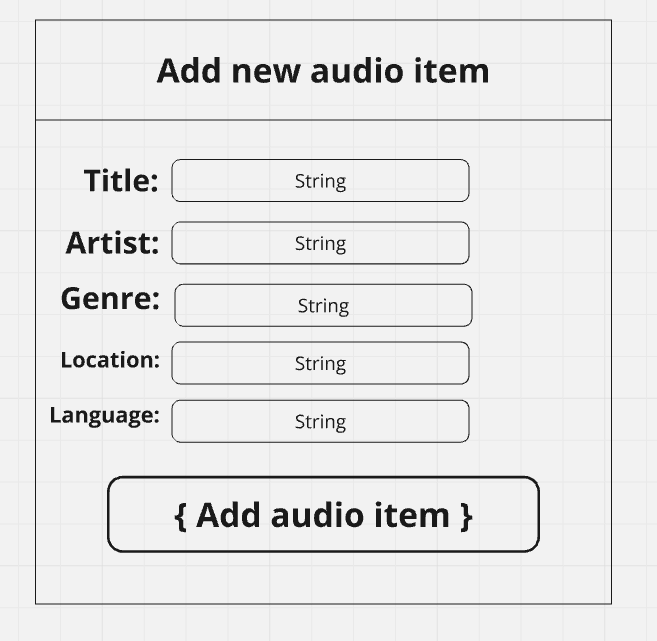 Add new audio item
Title: String
Artist: String
Genre: String
Location: String
Language: String
{ Add audio item }